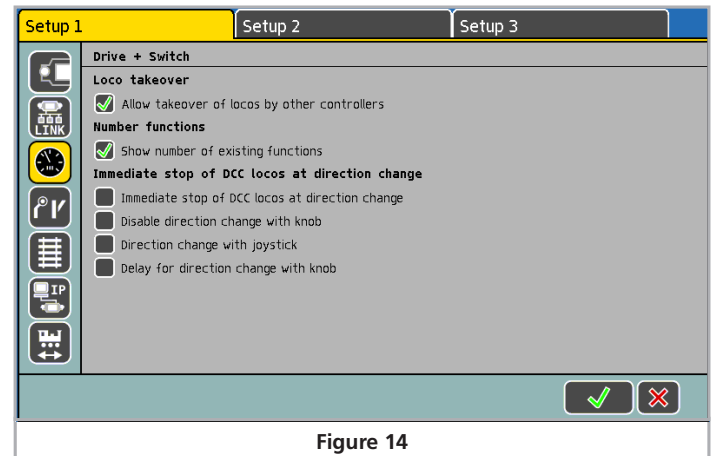 Setup 1
Setup 2
Setup 3
Drive + Switch
Loco takeover
Allow takeover of locos by other controllers
Number functions
Show number of existing functions
Immediate stop of DCC locos at direction change
Immediate stop of DCC locos at direction change
Disable direction change with knob
Direction change with joystick
Delay for direction change with knob
LINK
IP
Figure 14